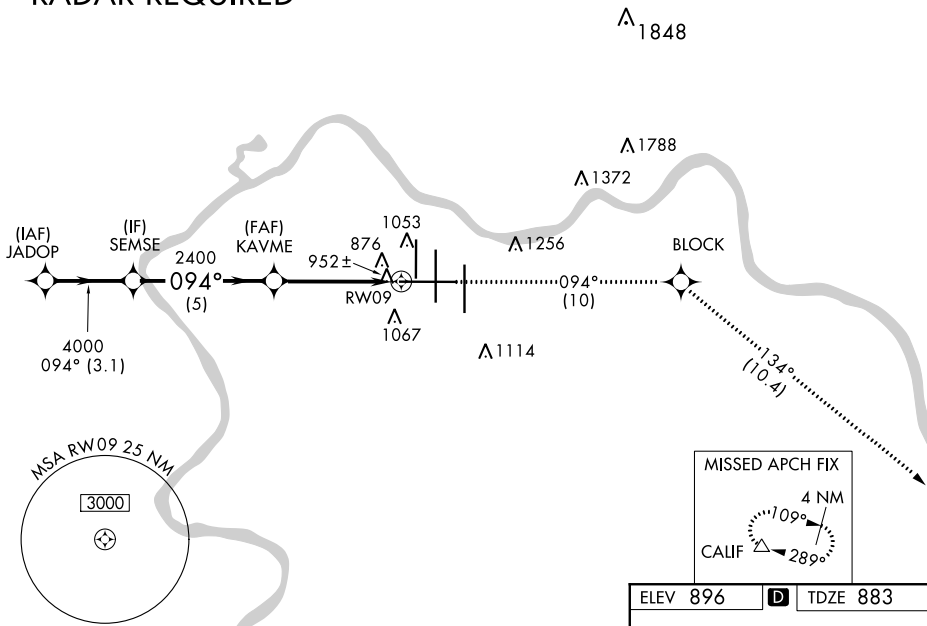 RADAR REQUIRED
1848
1788
1372
(IAF)
JADOP
(IF)
SEMSE
2400
094°
(5)
(FAF)
KAVME
952±
876
1053
1256
BLOCK
RW09
094°
(10)
1067
1114
4000
094° (3.1)
134°
(10.4)
MSA RW09 25 NM
3000
MISSED APCH FIX
4 NM
109°
CALIF
289°
ELEV 896 D TDZE 883